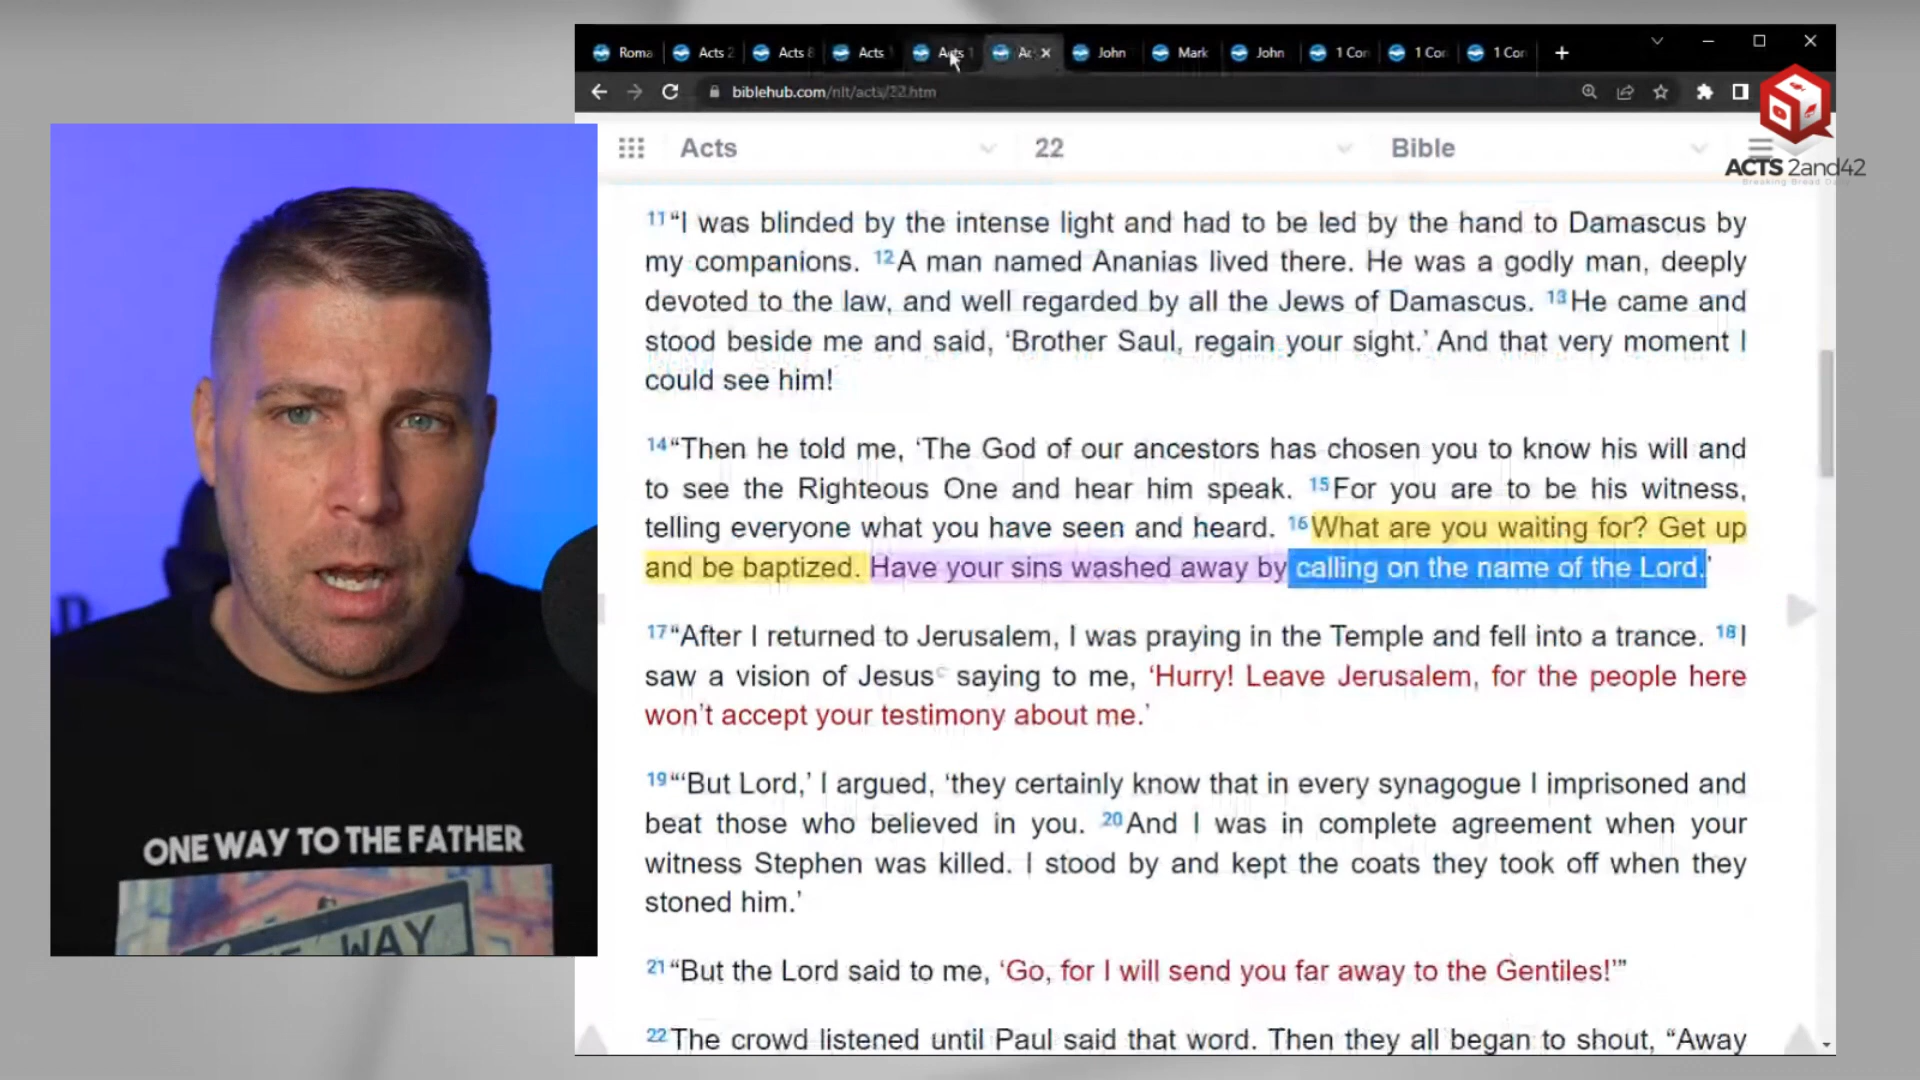 Roma
Acts 2
Acts 8
Acts
Acts 1
Ac
John
Mark
John
1 Cor
1 Cor
1 Cor
biblehub.com/nlt/acts/22.htm
Acts
22
Bible
ACTS 2and42
11“I was blinded by the intense light and had to be led by the hand to Damascus by
my companions. 12A man named Ananias lived there. He was a godly man, deeply
devoted to the law, and well regarded by all the Jews of Damascus. 13He came and
stood beside me and said, ‘Brother Saul, regain your sight.’ And that very moment I
could see him!
14“Then he told me, ‘The God of our ancestors has chosen you to know his will and
to see the Righteous One and hear him speak. 15For you are to be his witness,
telling everyone what you have seen and heard. 16What are you waiting for? Get up
and be baptized. Have your sins washed away by calling on the name of the Lord.’
17“After I returned to Jerusalem, I was praying in the Temple and fell into a trance. 18I
saw a vision of Jesusc saying to me, ‘Hurry! Leave Jerusalem, for the people here
won’t accept your testimony about me.’
19“‘But Lord,’ I argued, ‘they certainly know that in every synagogue I imprisoned and
beat those who believed in you. 20And I was in complete agreement when your
witness Stephen was killed. I stood by and kept the coats they took off when they
stoned him.’
21“But the Lord said to me, ‘Go, for I will send you far away to the Gentiles!’”
22The crowd listened until Paul said that word. Then they all began to shout, “Away
ONE WAY TO THE FATHER
WAY